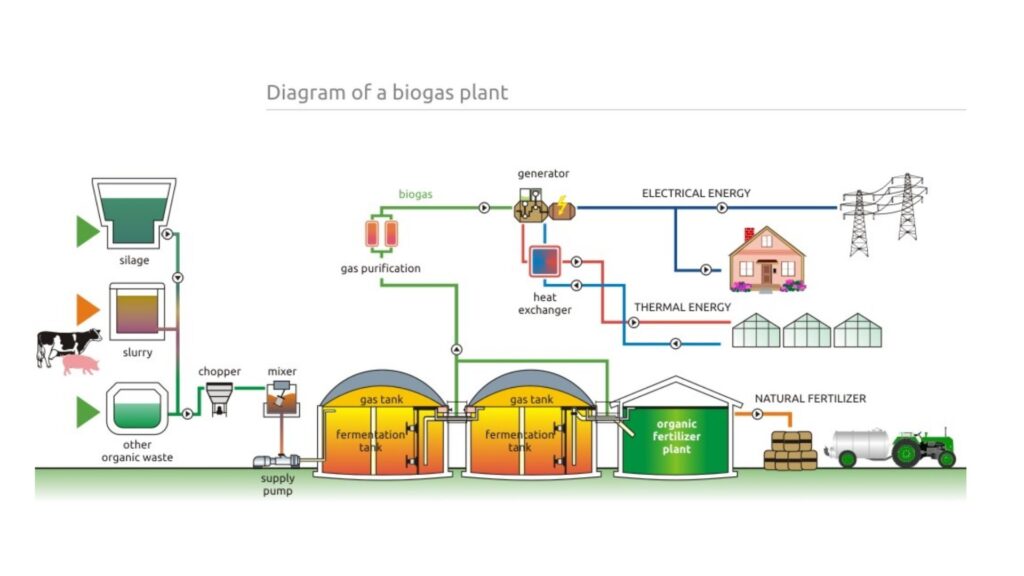 Diagram of a biogas plant
generator
biogas
ELECTRICAL ENERGY
silage
gas purification
heat
exchanger
THERMAL ENERGY
slurry
chopper
mixer
gas tank
gas tank
NATURAL FERTILIZER
fermentation
tank
fermentation
tank
organic
fertilizer
plant
other
organic waste
supply
pump